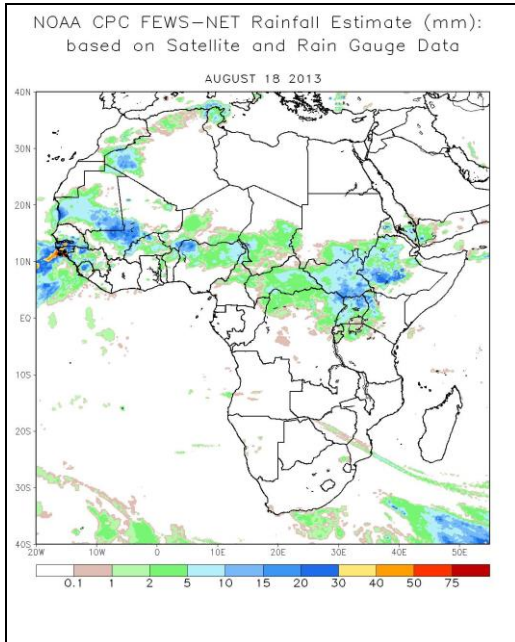 NOAA CPC FEWS-NET Rainfall Estimate (mm):
based on Satellite and Rain Gauge Data
AUGUST 18 2013
40N
30N
20N
10N
EQ
10S
20S
30S
40S
20W 10W 0 10E 20E 30E 40E 50E
0.1 1 2 5 10 15 20 30 40 50 75